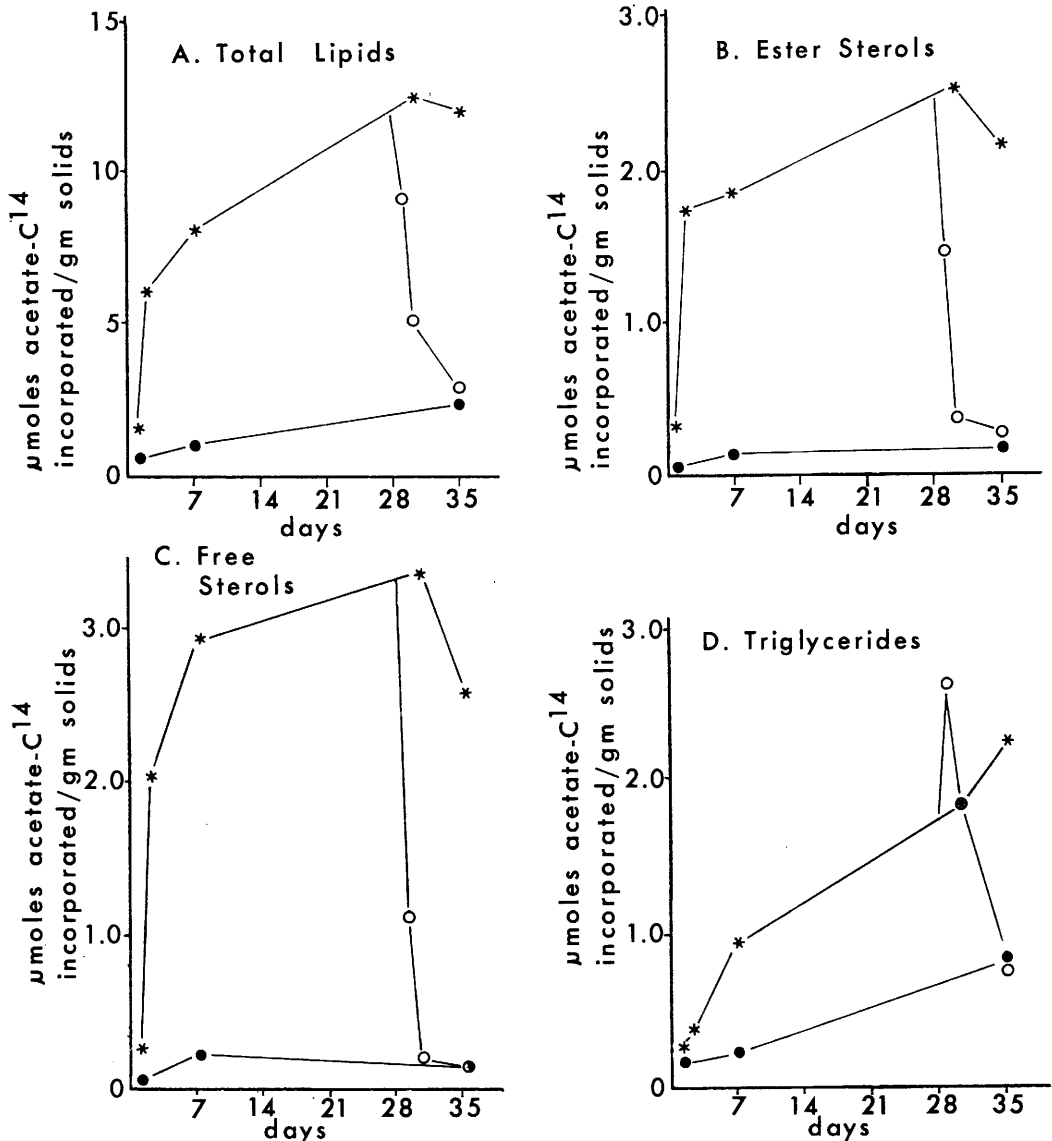 A. Total Lipids
15
10
5
0
µmoles acetate-C14
incorporated/gm solids
7 14 21 28 35
days
B. Ester Sterols
3.0
2.0
1.0
0
µmoles acetate-C14
incorporated/gm solids
7 14 21 28 35
days
C. Free
Sterols
3.0
2.0
1.0
0
µmoles acetate-C14
incorporated/gm solids
7 14 21 28 35
days
D. Triglycerides
3.0
2.0
1.0
0
µmoles acetate-C14
incorporated/gm solids
7 14 21 28 35
days